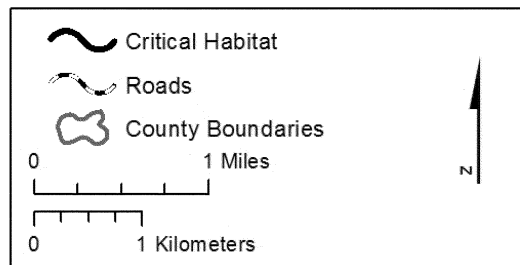 Critical Habitat
Roads
County Boundaries
0 1 Miles
0 1 Kilometers
N